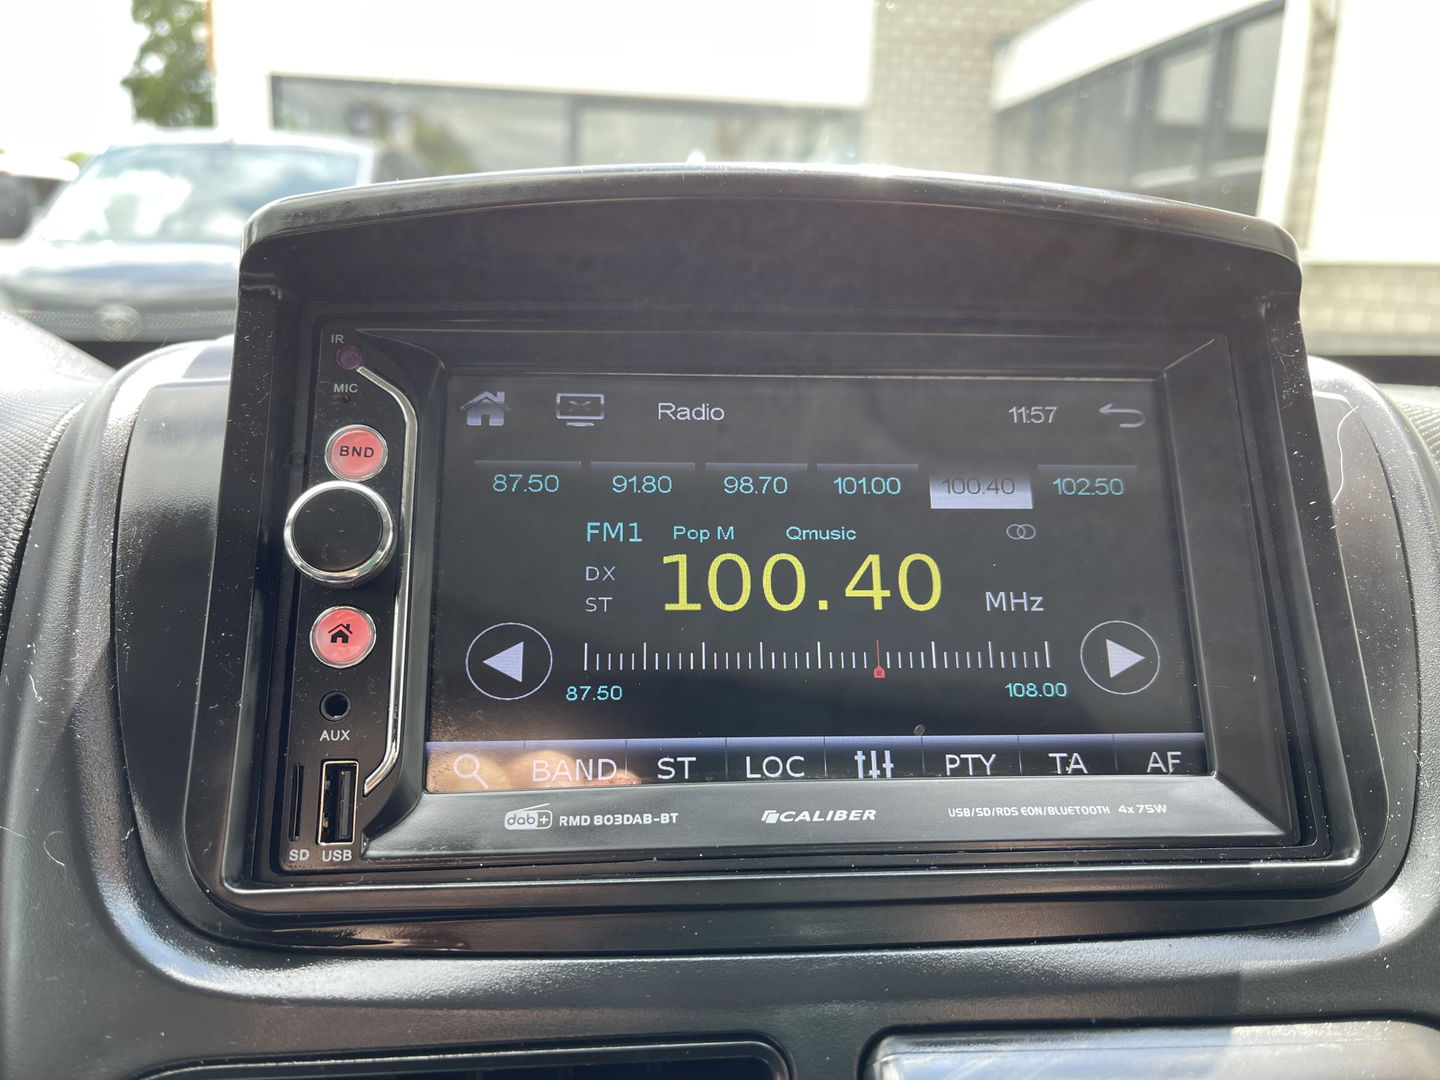 IR
MIC
BND
AUX
SD USB
Radio 11:57
87.50 91.80 98.70 101.00 100.40 102.50
FM1 Pop M Qmusic
DX
ST
100.40 MHz
87.50 108.00
BAND ST LOC PTY TA AF
dab+ RMD 803DAB-BT CALIBER USB/SD/RDS EON/BLUETOOTH 4x75W